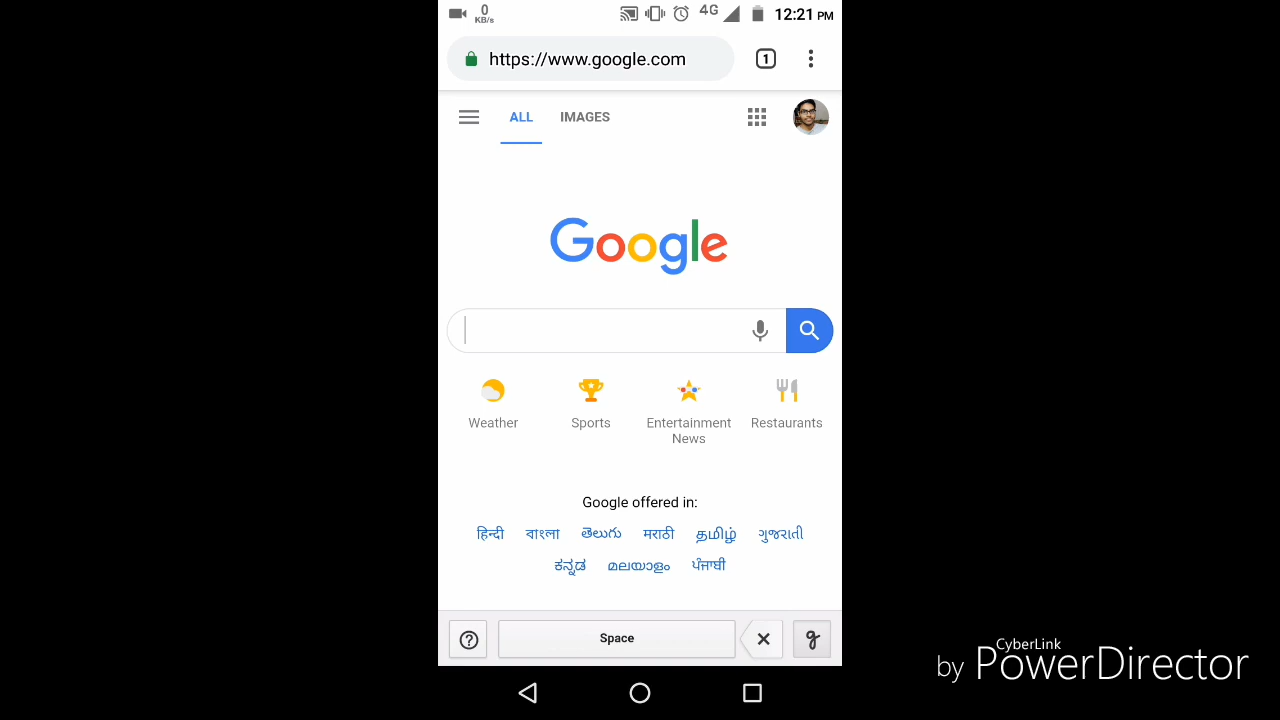 0
KB/s
4G
12:21 PM
https://www.google.com
1
ALL IMAGES
Google
Weather Sports Entertainment News Restaurants
Google offered in:
हिन्दी বাংলা తెలుగు मराठी தமிழ் ગુજરાતી
ಕನ್ನಡ മലയാളം ਪੰਜਾਬੀ
Space
by CyberLink PowerDirector